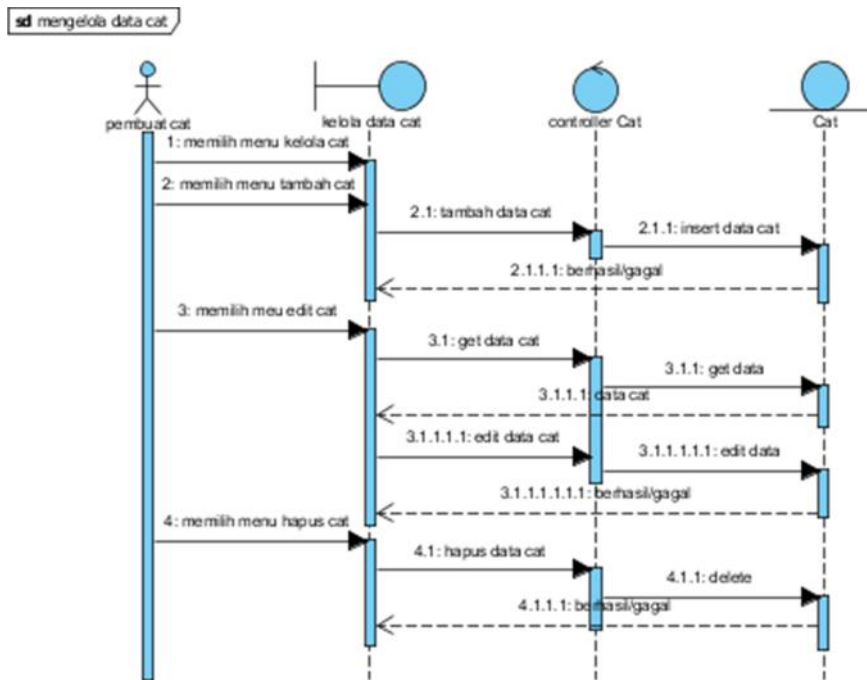 sd mengelola data cat
pembuat cat
kelola data cat
controller Cat
Cat
1: memilih menu kelola cat
2: memilih menu tambah cat
2.1: tambah data cat
2.1.1: insert data cat
2.1.1.1: berhasil/gagal
3: memilih meu edit cat
3.1: get data cat
3.1.1: get data
3.1.1.1: data cat
3.1.1.1.1: edit data cat
3.1.1.1.1.1: edit data
3.1.1.1.1.1.1: berhasil/gagal
4: memilih menu hapus cat
4.1: hapus data cat
4.1.1: delete
4.1.1.1: berhasil/gagal